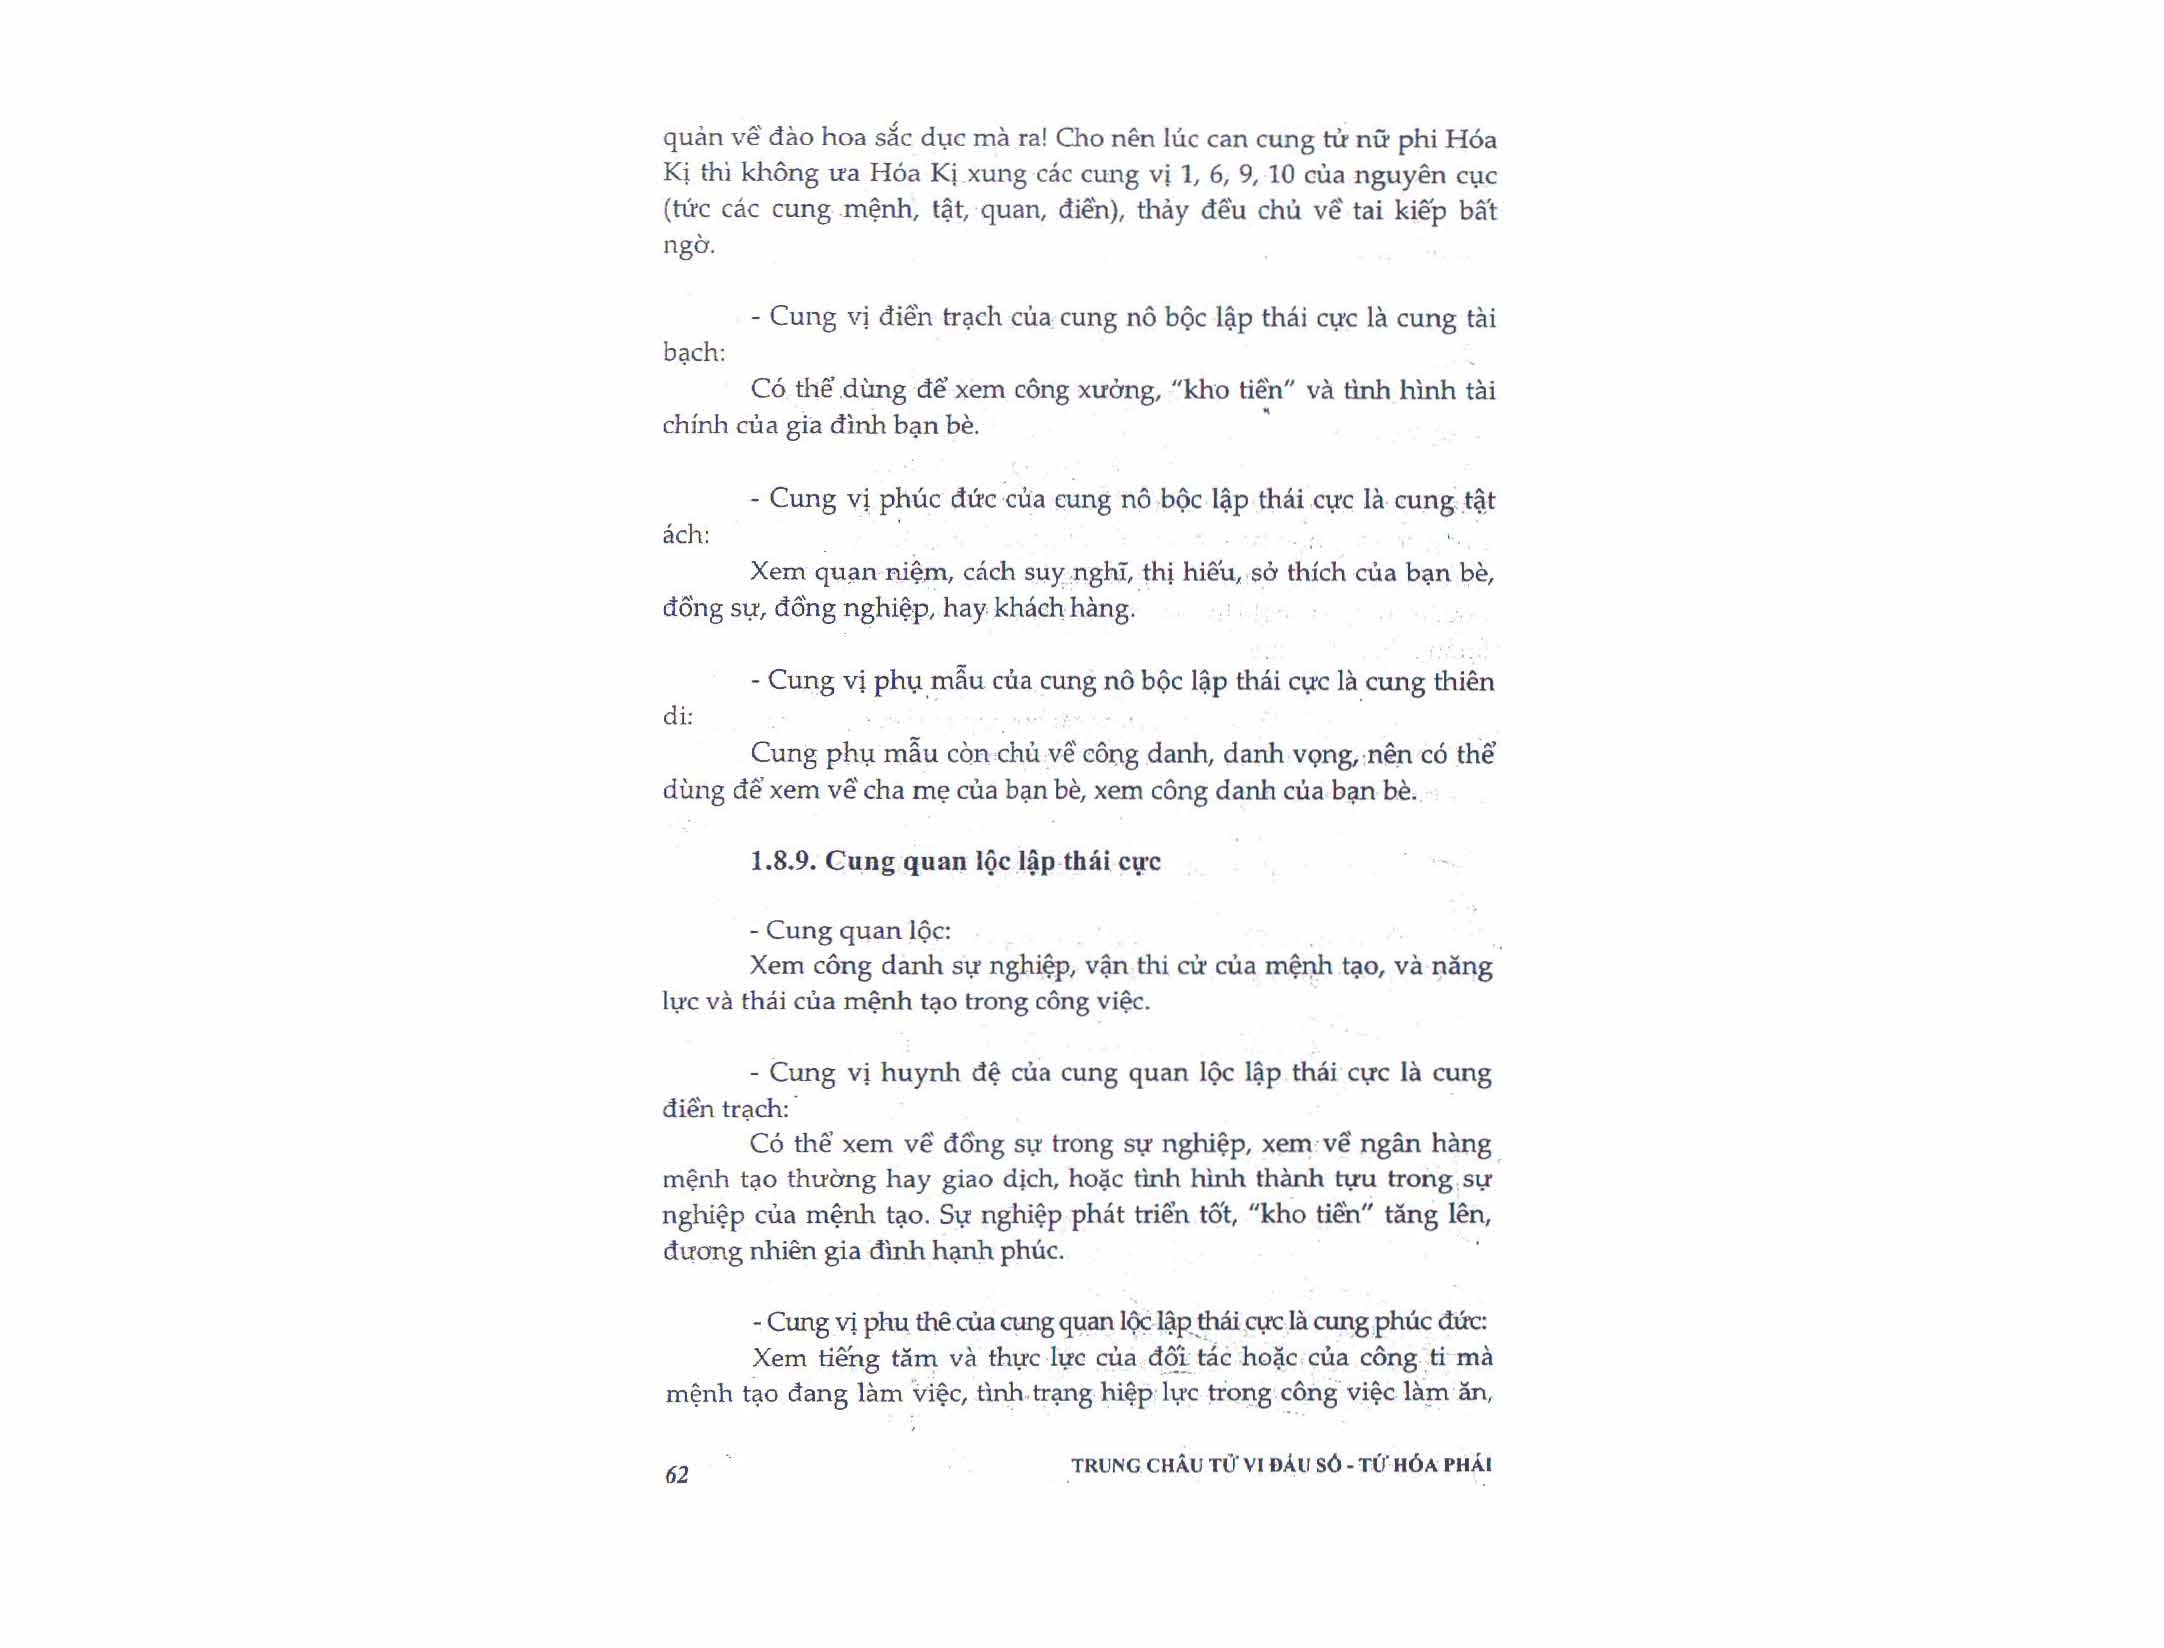 quản về đào hoa sắc dục mà ra! Cho nên lúc can cung tử nữ phi Hóa
Kị thì không ưa Hóa Kị xung các cung vị 1, 6, 9, 10 của nguyên cục
(tức các cung mệnh, tật, quan, điền), thảy đều chủ về tai kiếp bất
ngờ.
- Cung vị điền trạch của cung nô bộc lập thái cực là cung tài
bạch:
Có thể dùng để xem công xưởng, "kho tiền" và tình hình tài
chính của gia đình bạn bè.
- Cung vị phúc đức của cung nô bộc lập thái cực là cung tật
ách:
Xem quan niệm, cách suy nghĩ, thị hiếu, sở thích của bạn bè,
đồng sự, đồng nghiệp, hay khách hàng.
- Cung vị phụ mẫu của cung nô bộc lập thái cực là cung thiên
di:
Cung phụ mẫu còn chủ về công danh, danh vọng, nên có thể
dùng để xem về cha mẹ của bạn bè, xem công danh của bạn bè.
1.8.9. Cung quan lộc lập thái cực
- Cung quan lộc:
Xem công danh sự nghiệp, vận thi cử của mệnh tạo, và năng
lực và thái của mệnh tạo trong công việc.
- Cung vị huynh đệ của cung quan lộc lập thái cực là cung
điền trạch:
Có thể xem về đồng sự trong sự nghiệp, xem về ngân hàng
mệnh tạo thường hay giao dịch, hoặc tình hình thành tựu trong sự
nghiệp của mệnh tạo. Sự nghiệp phát triển tốt, "kho tiền" tăng lên,
đương nhiên gia đình hạnh phúc.
- Cung vị phu thê của cung quan lộc lập thái cực là cung phúc đức:
Xem tiếng tăm và thực lực của đối tác hoặc của công ti mà
mệnh tạo đang làm việc, tình trạng hiệp lực trong công việc làm ăn,
62
TRUNG CHÂU TỬ VI ĐẨU SỐ - TỨ HÓA PHÁI